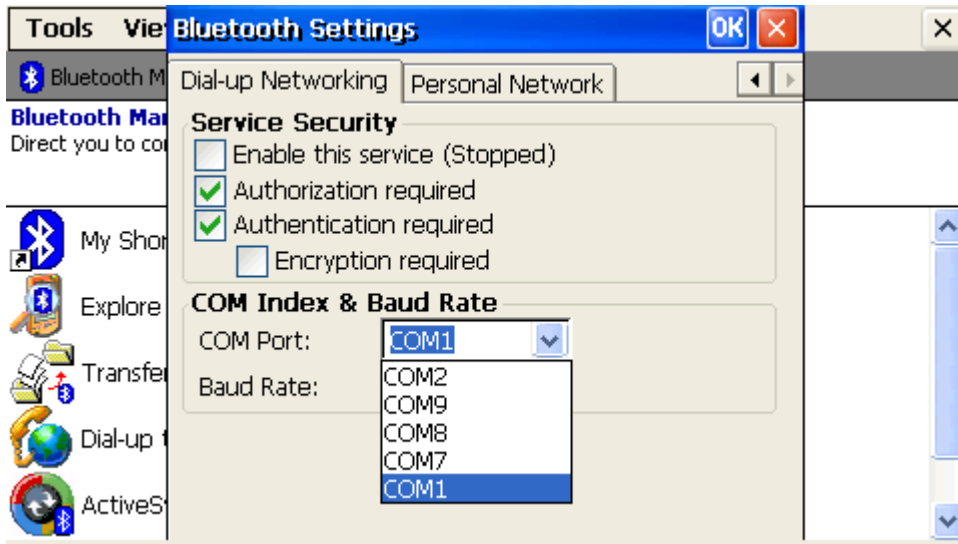 Tools Vie Bluetooth Settings OK
Bluetooth M Dial-up Networking Personal Network
Bluetooth Ma
Direct you to co
Service Security
Enable this service (Stopped)
Authorization required
Authentication required
Encryption required
My Shor
Explore
Transfe
Dial-up
ActiveS
COM Index & Baud Rate
COM Port: COM1
Baud Rate:
COM2
COM9
COM8
COM7
COM1